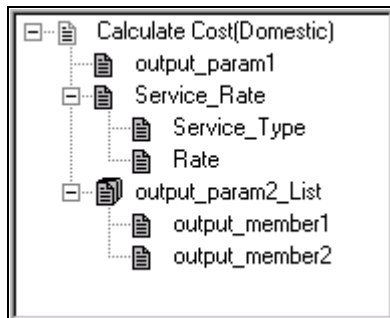 Calculate Cost(Domestic)
output_param1
Service_Rate
Service_Type
Rate
output_param2_List
output_member1
output_member2